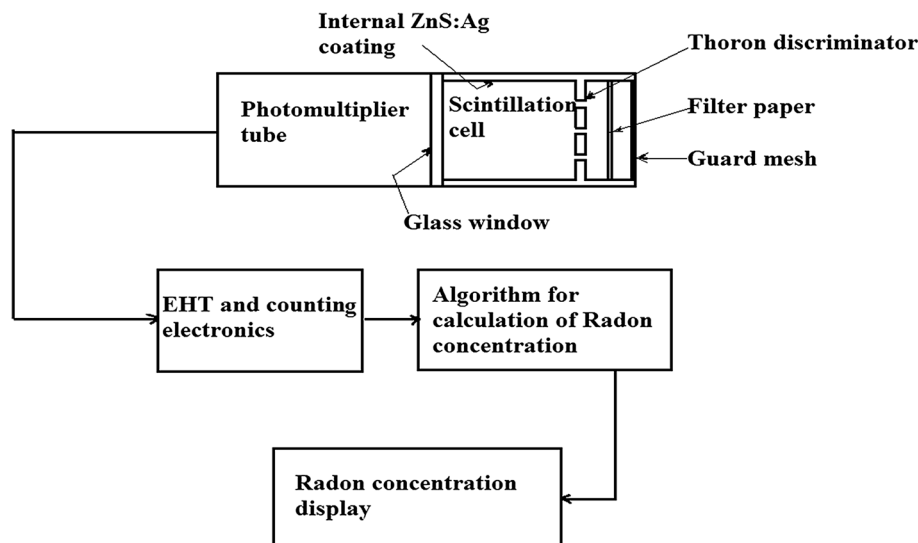 Internal ZnS:Ag
coating
Thoron discriminator
Photomultiplier
tube
Scintillation
cell
Filter paper
Guard mesh
Glass window
EHT and counting
electronics
Algorithm for
calculation of Radon
concentration
Radon concentration
display